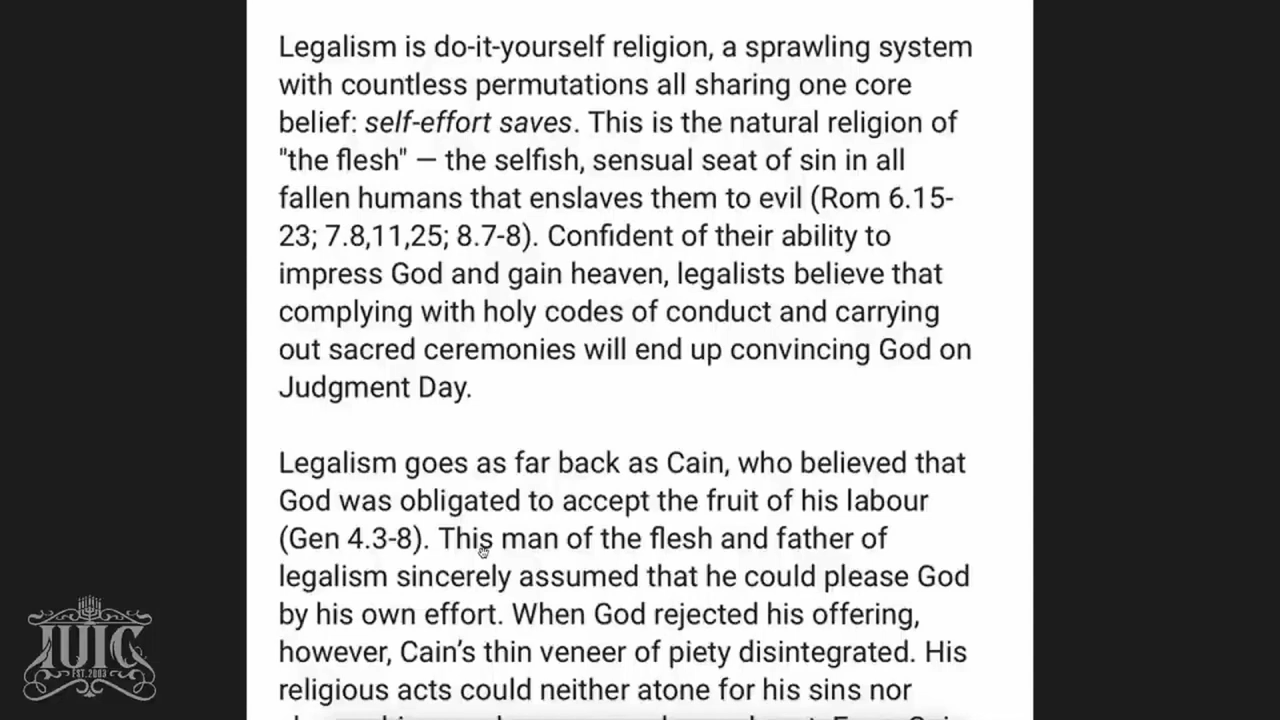 Legalism is do-it-yourself religion, a sprawling system
with countless permutations all sharing one core
belief: self-effort saves. This is the natural religion of
"the flesh" — the selfish, sensual seat of sin in all
fallen humans that enslaves them to evil (Rom 6.15-
23; 7.8,11,25; 8.7-8). Confident of their ability to
impress God and gain heaven, legalists believe that
complying with holy codes of conduct and carrying
out sacred ceremonies will end up convincing God on
Judgment Day.
Legalism goes as far back as Cain, who believed that
God was obligated to accept the fruit of his labour
(Gen 4.3-8). This man of the flesh and father of
legalism sincerely assumed that he could please God
by his own effort. When God rejected his offering,
however, Cain's thin veneer of piety disintegrated. His
religious acts could neither atone for his sins nor
IUIC
EST. 2003